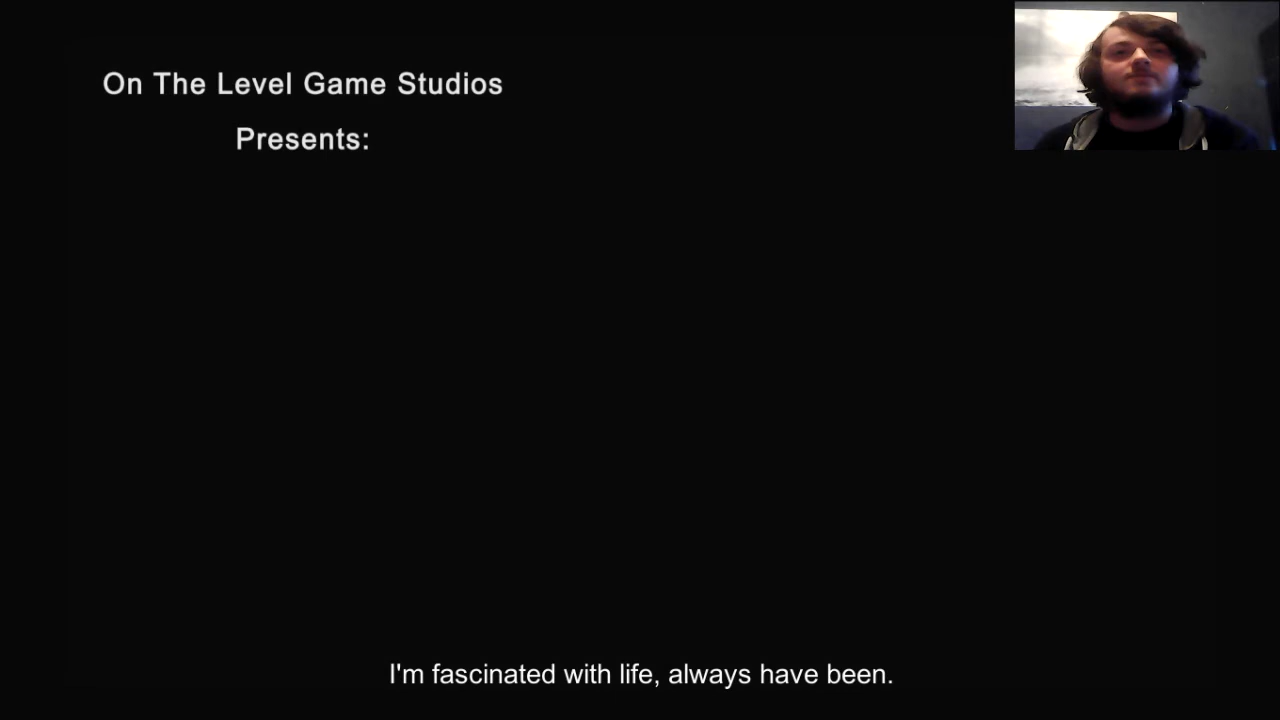 On The Level Game Studios
Presents:
I'm fascinated with life, always have been.